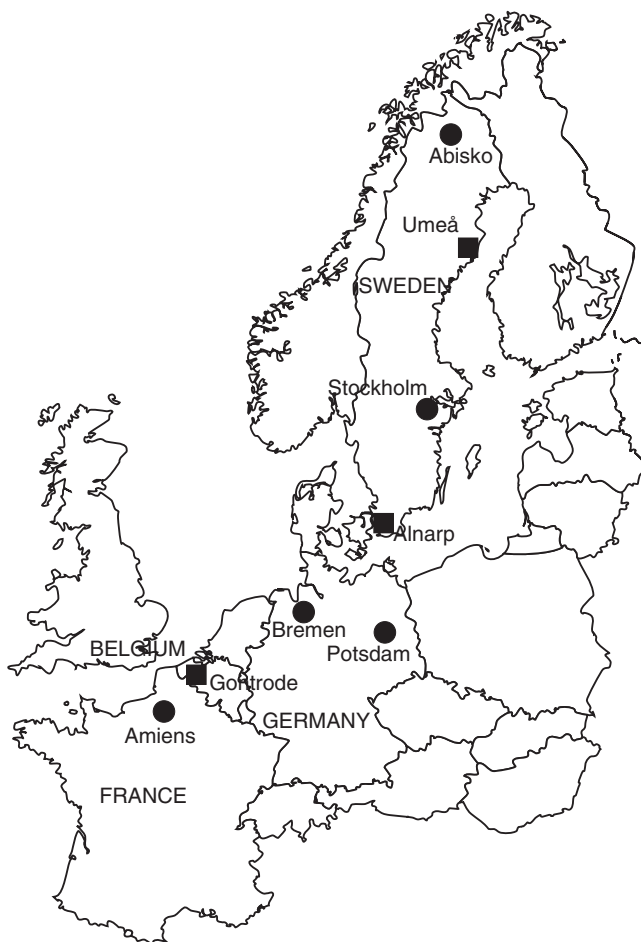 Abisko
Umeå
SWEDEN
Stockholm
Alnarp
Bremen
Potsdam
BELGIUM
Gontrode
GERMANY
Amiens
FRANCE